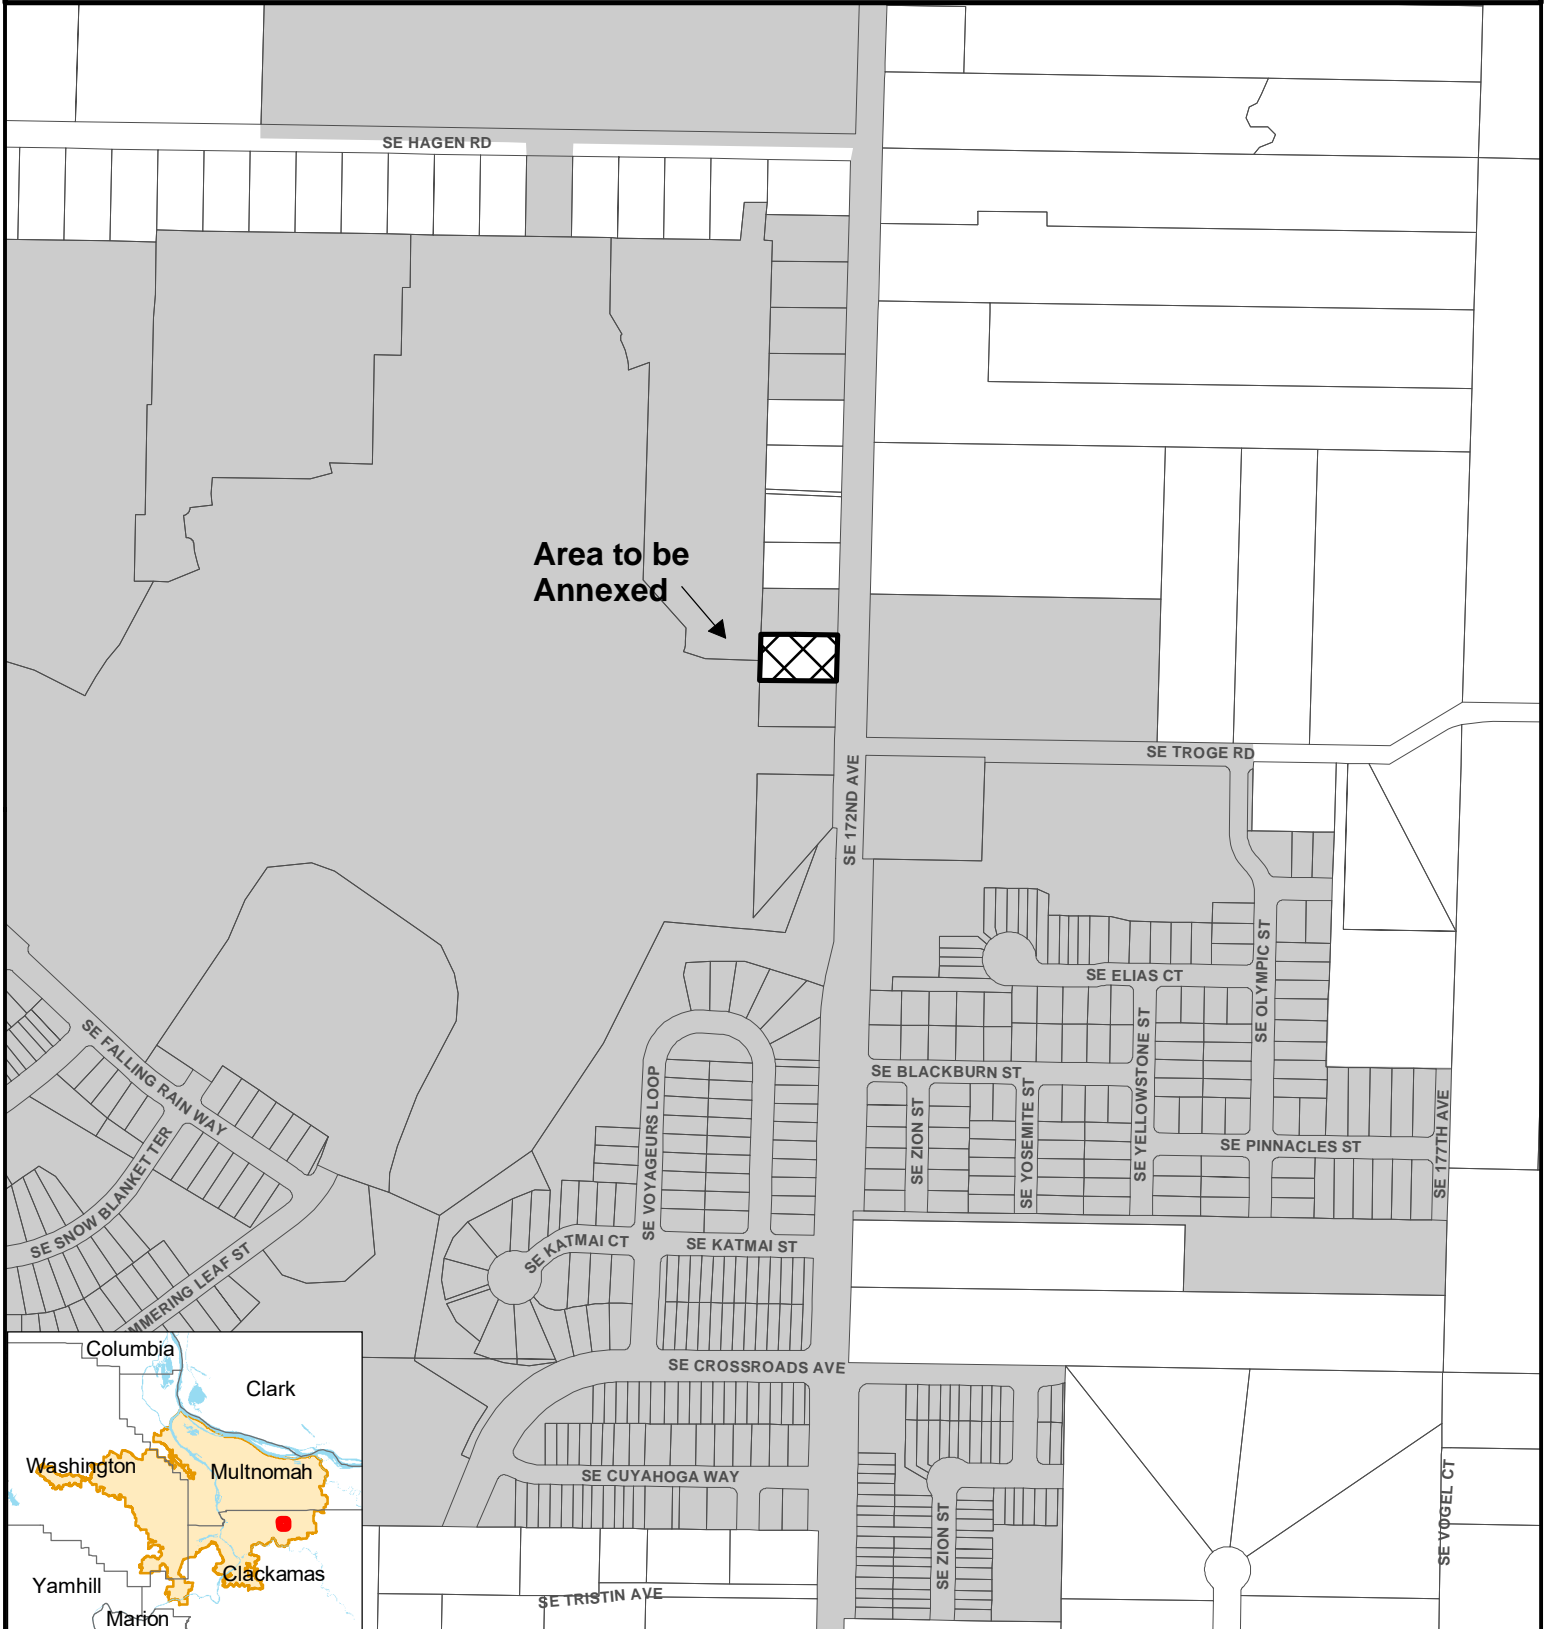 SE HAGEN RD
Area to be
Annexed
SE TROGE RD
SE 172ND AVE
SE ELIAS CT
SE OLYMPIC ST
SE YELLOWSTONE ST
SE BLACKBURN ST
SE ZION ST
SE YOSEMITE ST
SE PINNACLES ST
SE 177TH AVE
SE FALLING RAIN WAY
SE VOYAGEURS LOOP
SE SNOW BLANKET TER
SE KATMAI CT
SE KATMAI ST
MMERING LEAF ST
SE CROSSROADS AVE
SE CUYAHOGA WAY
SE ZION ST
SE VOGEL CT
SE TRISTIN AVE
Columbia
Clark
Washington
Multnomah
Clackamas
Yamhill
Marion